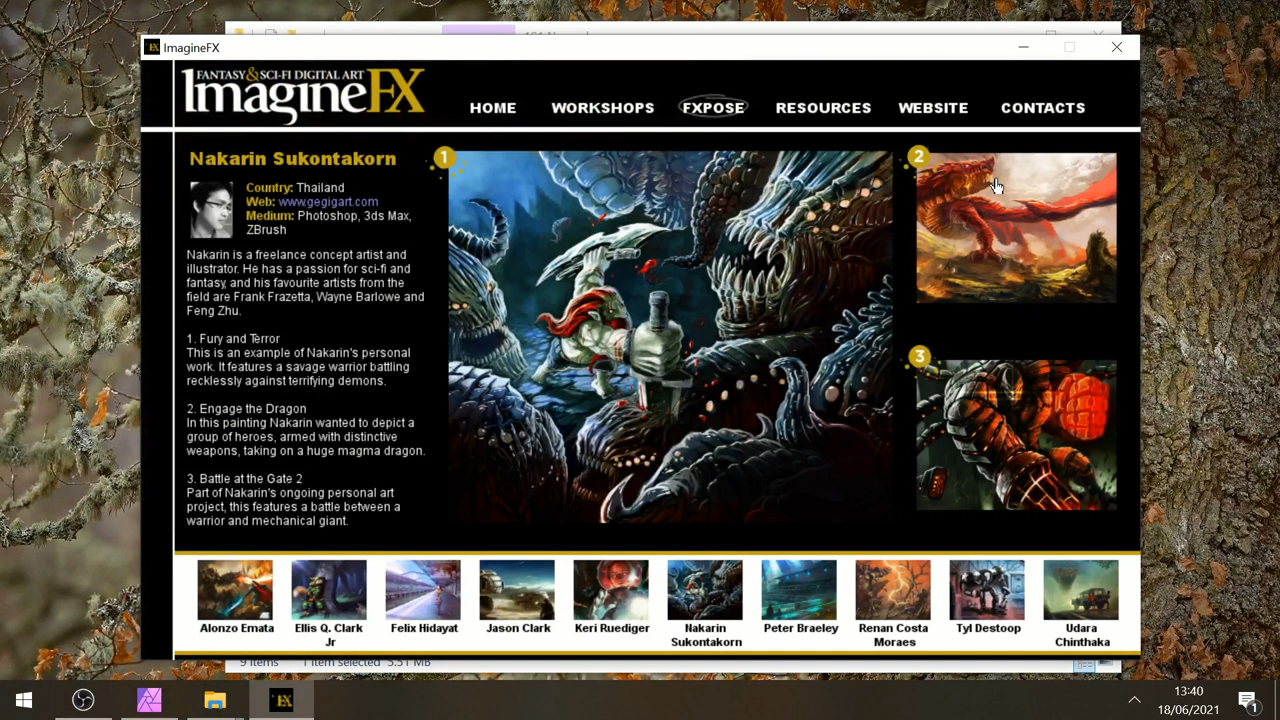 ImagineFX
FANTASY & SCI-FI DIGITAL ART
ImagineFX
HOME WORKSHOPS FXPOSE RESOURCES WEBSITE CONTACTS
Nakarin Sukontakorn
Country: Thailand
Web: www.gegigart.com
Medium: Photoshop, 3ds Max,
ZBrush
Nakarin is a freelance concept artist and
illustrator. He has a passion for sci-fi and
fantasy, and his favourite artists from the
field are Frank Frazetta, Wayne Barlowe and
Feng Zhu.
1. Fury and Terror
This is an example of Nakarin's personal
work. It features a savage warrior battling
recklessly against terrifying demons.
2. Engage the Dragon
In this painting Nakarin wanted to depict a
group of heroes, armed with distinctive
weapons, taking on a huge magma dragon.
3. Battle at the Gate 2
Part of Nakarin's ongoing personal art
project, this features a battle between a
warrior and mechanical giant.
1
2
3
Alonzo Emata
Ellis Q. Clark
Jr
Felix Hidayat
Jason Clark
Keri Ruediger
Nakarin
Sukontakorn
Peter Braeley
Renan Costa
Moraes
Tyl Destoop
Udara
Chinthaka
9 items 1 item selected 5.51 MB
FX
13:40
18/06/2021
1